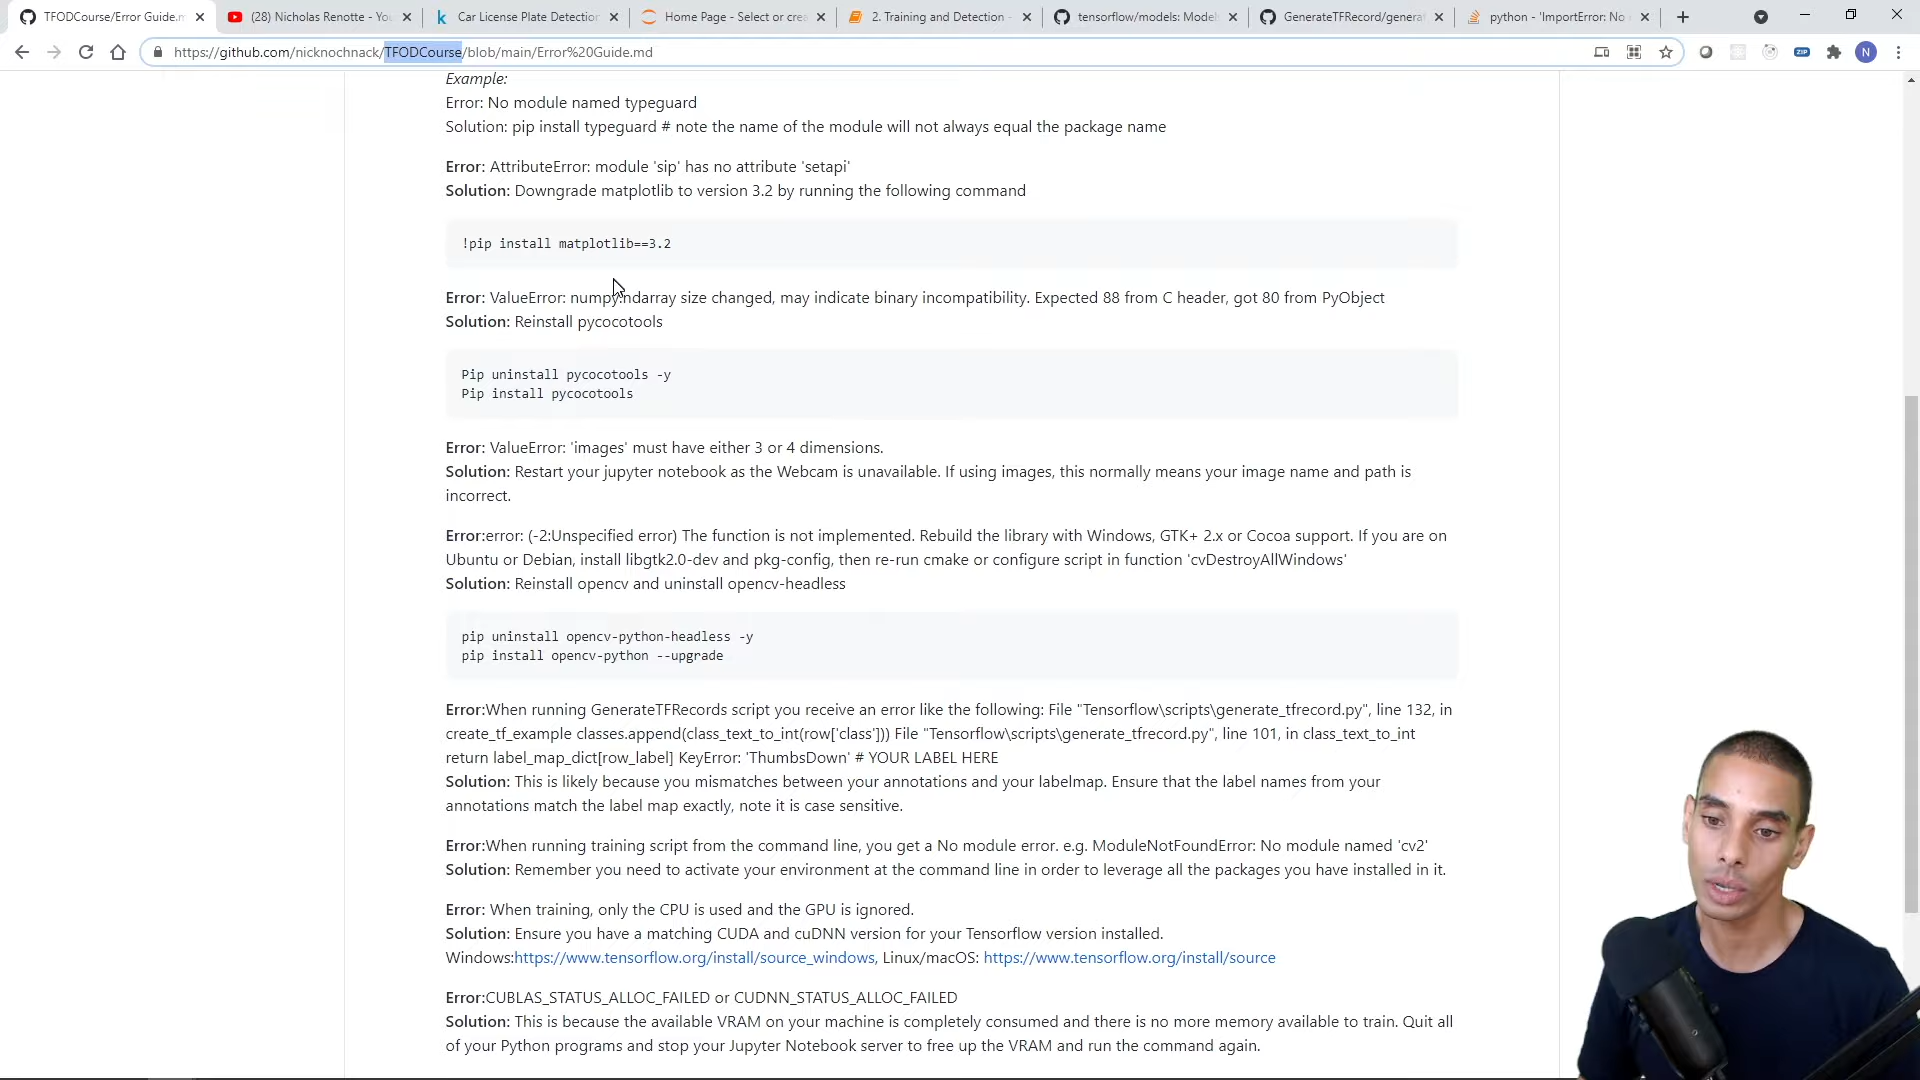 TFODCourse/Error Guide.m
(28) Nicholas Renotte - You
Car License Plate Detection
Home Page - Select or crea
2. Training and Detection -
tensorflow/models: Model
GenerateTFRecord/genera
python - 'ImportError: No
https://github.com/nicknochnack/TFODCourse/blob/main/Error%20Guide.md
ZIP
N
Example:
Error: No module named typeguard
Solution: pip install typeguard # note the name of the module will not always equal the package name
Error: AttributeError: module 'sip' has no attribute 'setapi'
Solution: Downgrade matplotlib to version 3.2 by running the following command
!pip install matplotlib==3.2
Error: ValueError: numpy.ndarray size changed, may indicate binary incompatibility. Expected 88 from C header, got 80 from PyObject
Solution: Reinstall pycocotools
Pip uninstall pycocotools -y
Pip install pycocotools
Error: ValueError: 'images' must have either 3 or 4 dimensions.
Solution: Restart your jupyter notebook as the Webcam is unavailable. If using images, this normally means your image name and path is
incorrect.
Error:error: (-2:Unspecified error) The function is not implemented. Rebuild the library with Windows, GTK+ 2.x or Cocoa support. If you are on
Ubuntu or Debian, install libgtk2.0-dev and pkg-config, then re-run cmake or configure script in function 'cvDestroyAllWindows'
Solution: Reinstall opencv and uninstall opencv-headless
pip uninstall opencv-python-headless -y
pip install opencv-python --upgrade
Error:When running GenerateTFRecords script you receive an error like the following: File "Tensorflow\scripts\generate_tfrecord.py", line 132, in
create_tf_example classes.append(class_text_to_int(row['class'])) File "Tensorflow\scripts\generate_tfrecord.py", line 101, in class_text_to_int
return label_map_dict[row_label] KeyError: 'ThumbsDown' # YOUR LABEL HERE
Solution: This is likely because you mismatches between your annotations and your labelmap. Ensure that the label names from your
annotations match the label map exactly, note it is case sensitive.
Error:When running training script from the command line, you get a No module error. e.g. ModuleNotFoundError: No module named 'cv2'
Solution: Remember you need to activate your environment at the command line in order to leverage all the packages you have installed in it.
Error: When training, only the CPU is used and the GPU is ignored.
Solution: Ensure you have a matching CUDA and cuDNN version for your Tensorflow version installed.
Windows:https://www.tensorflow.org/install/source_windows, Linux/macOS: https://www.tensorflow.org/install/source
Error:CUBLAS_STATUS_ALLOC_FAILED or CUDNN_STATUS_ALLOC_FAILED
Solution: This is because the available VRAM on your machine is completely consumed and there is no more memory available to train. Quit all
of your Python programs and stop your Jupyter Notebook server to free up the VRAM and run the command again.